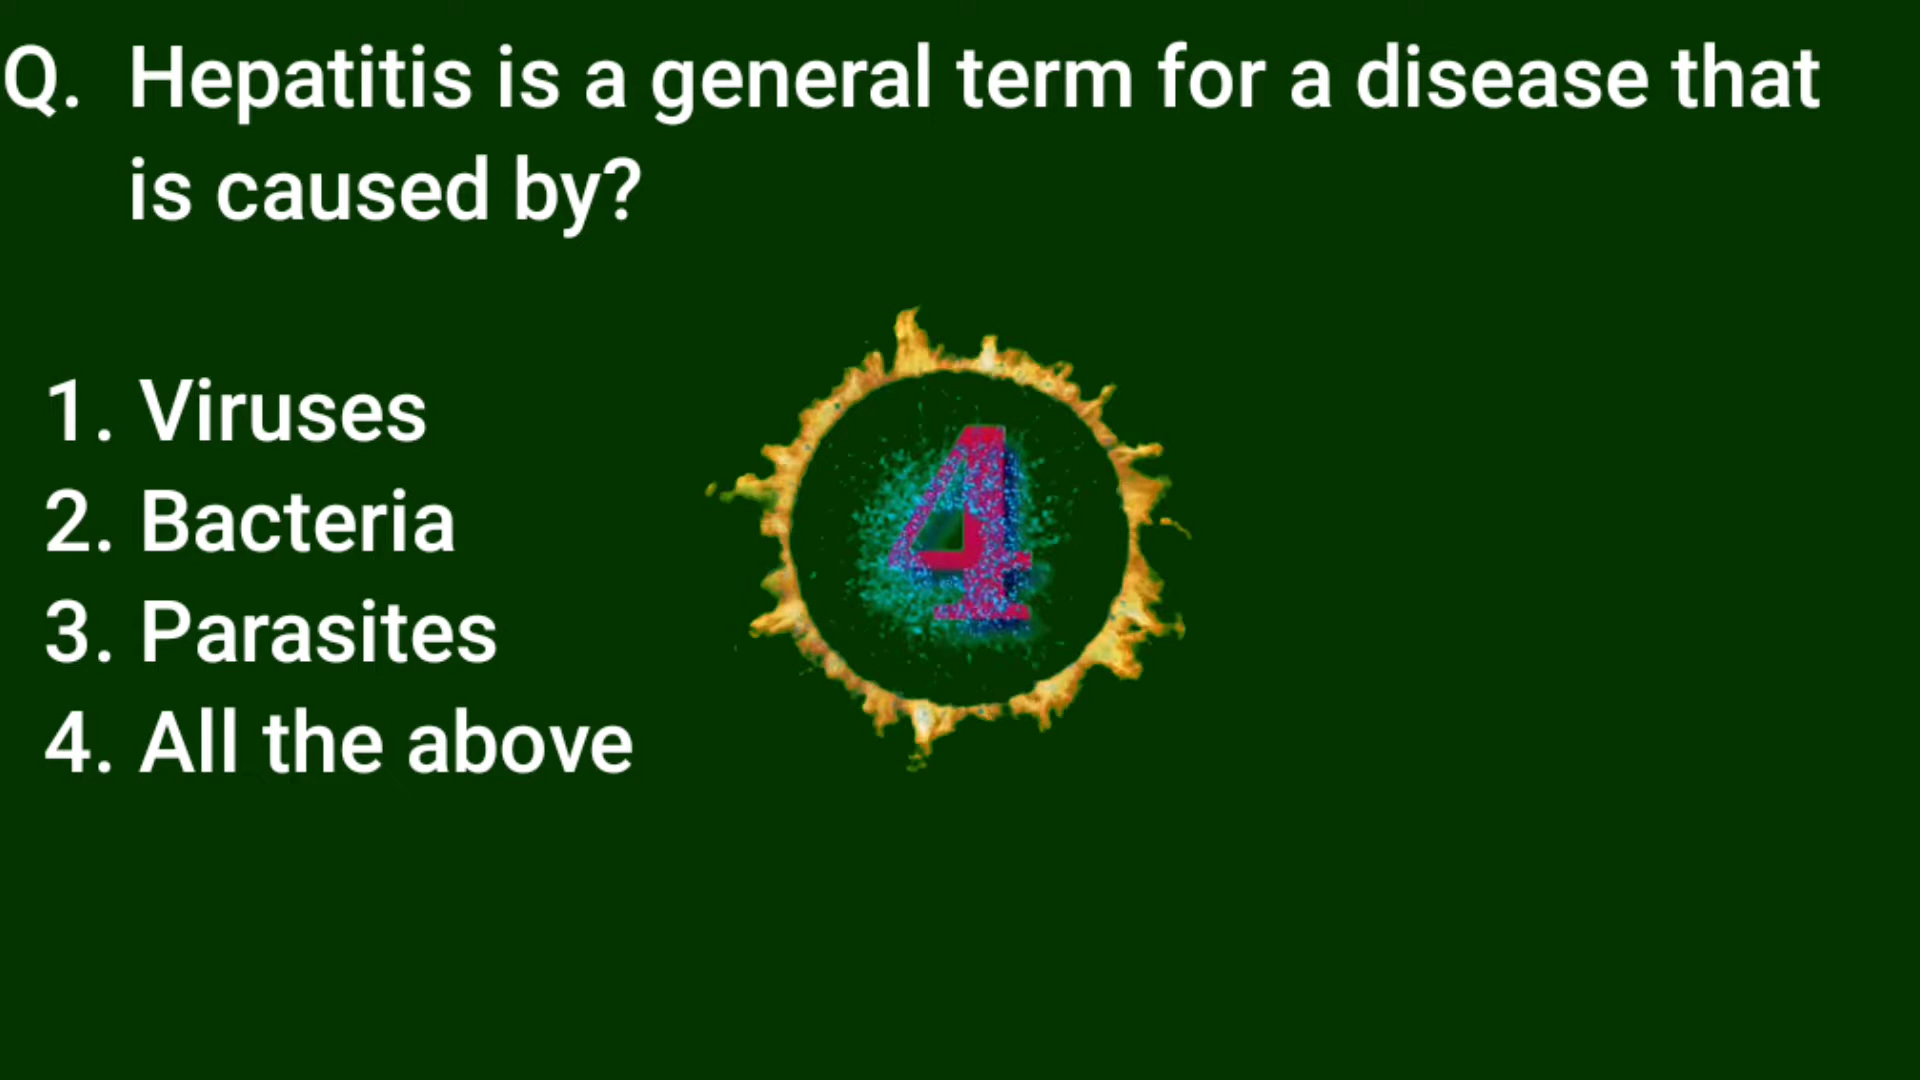 Q. Hepatitis is a general term for a disease that
is caused by?
1. Viruses
2. Bacteria
3. Parasites
4. All the above
4